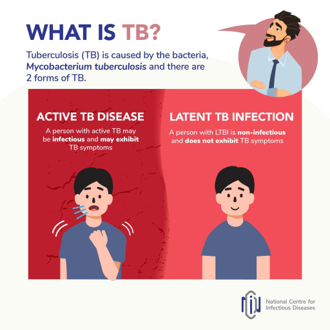 WHAT IS TB?
Tuberculosis (TB) is caused by the bacteria,
Mycobacterium tuberculosis and there are
2 forms of TB.
ACTIVE TB DISEASE
A person with active TB may
be infectious and may exhibit
TB symptoms
LATENT TB INFECTION
A person with LTBI is non-infectious
and does not exhibit TB symptoms
National Centre for
Infectious Diseases